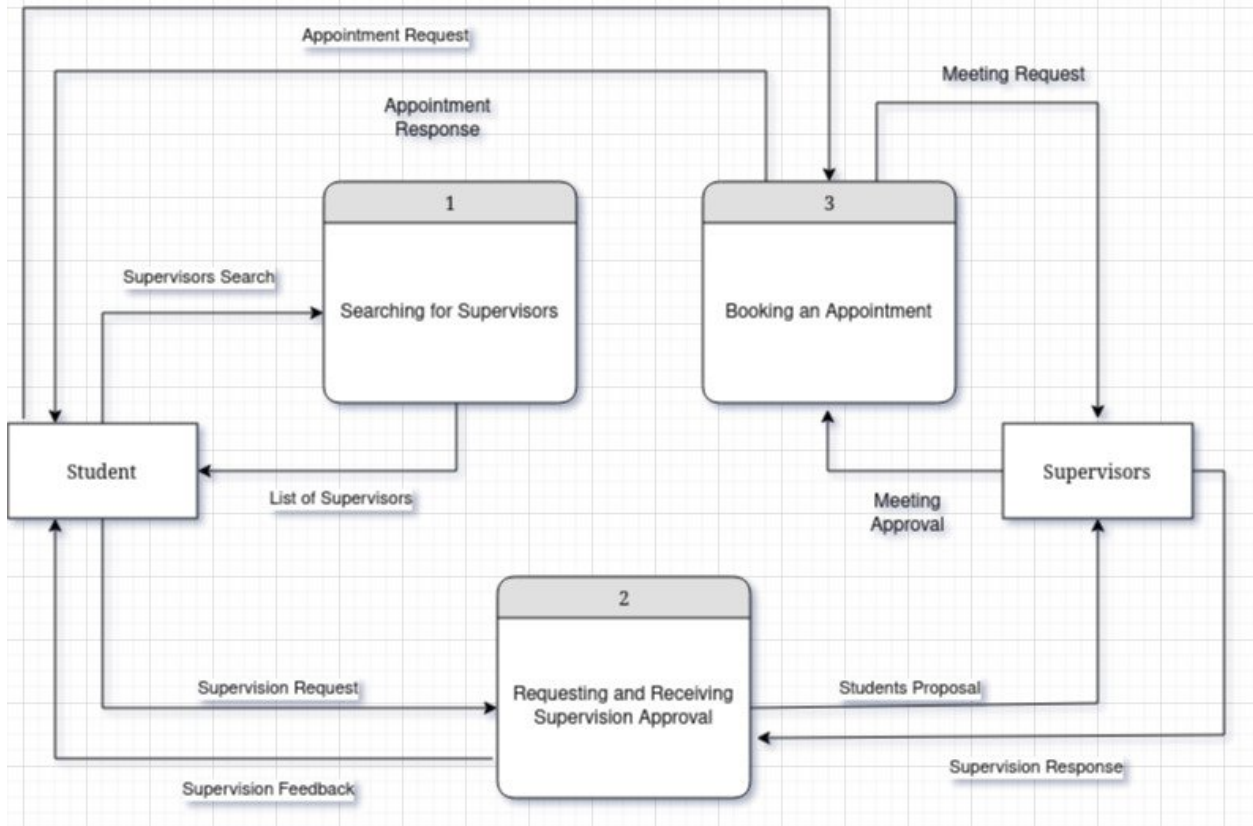 Appointment Request
Meeting Request
Appointment
Response
1
3
Supervisors Search
Searching for Supervisors
Booking an Appointment
Student
Supervisors
List of Supervisors
Meeting
Approval
2
Supervision Request
Requesting and Receiving
Supervision Approval
Students Proposal
Supervision Response
Supervision Feedback